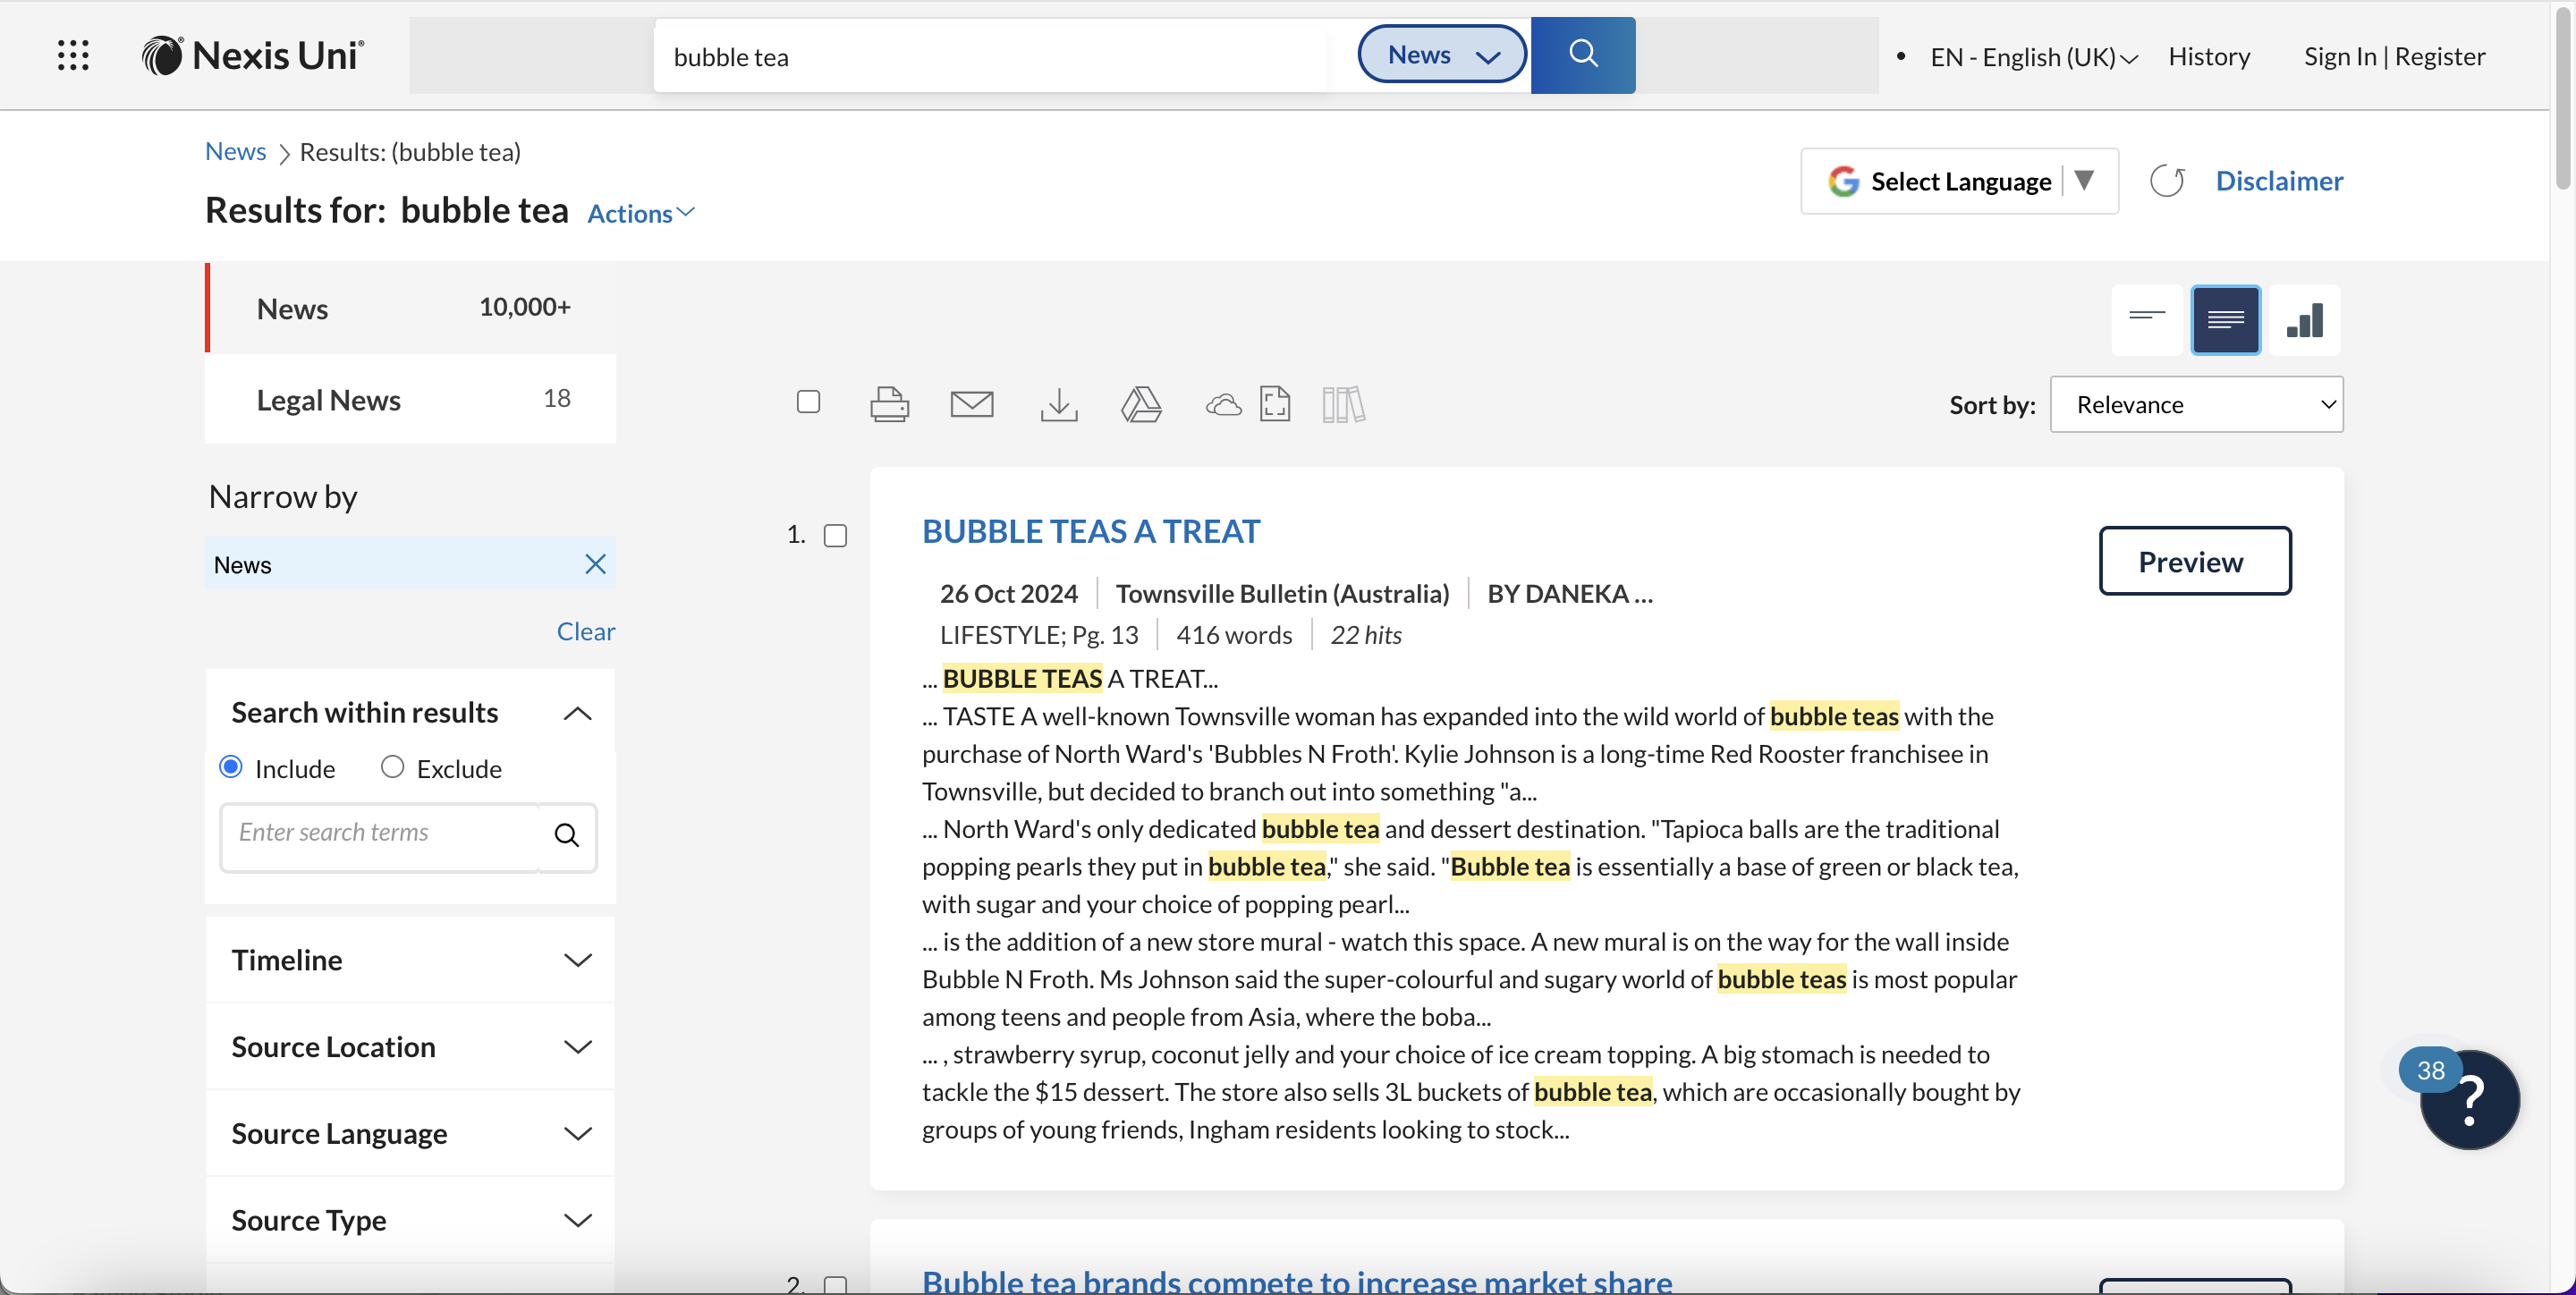 Nexis Uni®
bubble tea
News
EN - English (UK)
History
Sign In | Register
News > Results: (bubble tea)
Results for: bubble tea Actions
Select Language
Disclaimer
News 10,000+
Legal News 18
Narrow by
News
Clear
Search within results
Include Exclude
Enter search terms
Timeline
Source Location
Source Language
Source Type
Sort by: Relevance
1.
BUBBLE TEAS A TREAT
Preview
26 Oct 2024 | Townsville Bulletin (Australia) | BY DANEKA ...
LIFESTYLE; Pg. 13 | 416 words | 22 hits
... BUBBLE TEAS A TREAT...
... TASTE A well-known Townsville woman has expanded into the wild world of bubble teas with the
purchase of North Ward's 'Bubbles N Froth'. Kylie Johnson is a long-time Red Rooster franchisee in
Townsville, but decided to branch out into something "a...
... North Ward's only dedicated bubble tea and dessert destination. "Tapioca balls are the traditional
popping pearls they put in bubble tea," she said. "Bubble tea is essentially a base of green or black tea,
with sugar and your choice of popping pearl...
... is the addition of a new store mural - watch this space. A new mural is on the way for the wall inside
Bubble N Froth. Ms Johnson said the super-colourful and sugary world of bubble teas is most popular
among teens and people from Asia, where the boba...
... , strawberry syrup, coconut jelly and your choice of ice cream topping. A big stomach is needed to
tackle the $15 dessert. The store also sells 3L buckets of bubble tea, which are occasionally bought by
groups of young friends, Ingham residents looking to stock...
38
?
2.
Bubble tea brands compete to increase market share